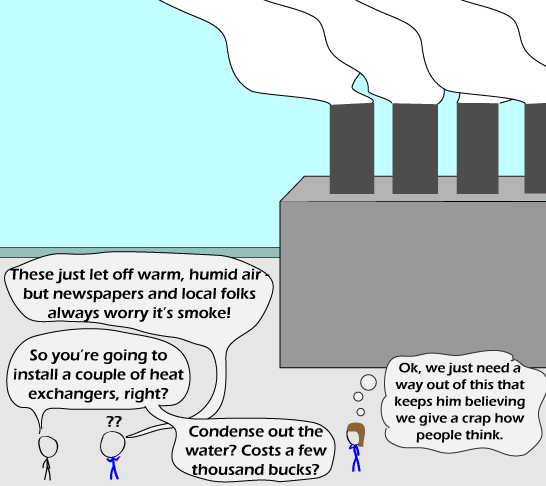 These just let off warm, humid air -
but newspapers and local folks
always worry it's smoke!
So you're going to
install a couple of heat
exchangers, right?
??
Condense out the
water? Costs a few
thousand bucks?
Ok, we just need a
way out of this that
keeps him believing
we give a crap how
people think.